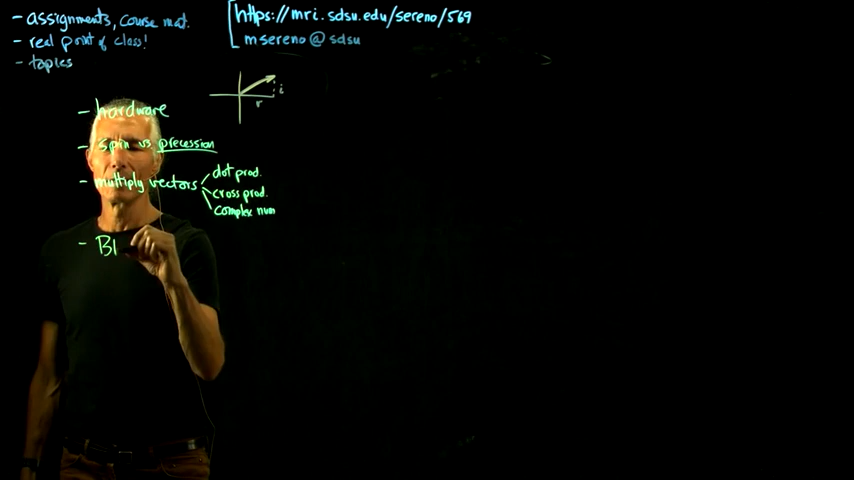 - assignments, course mat.
- real point of class!
- topics
https://mri.sdsu.edu/sereno/569
msereno@sdsu
i
r
- hardware
- spin vs precession
- multiply vectors
dot prod.
cross prod.
complex num
- Bl